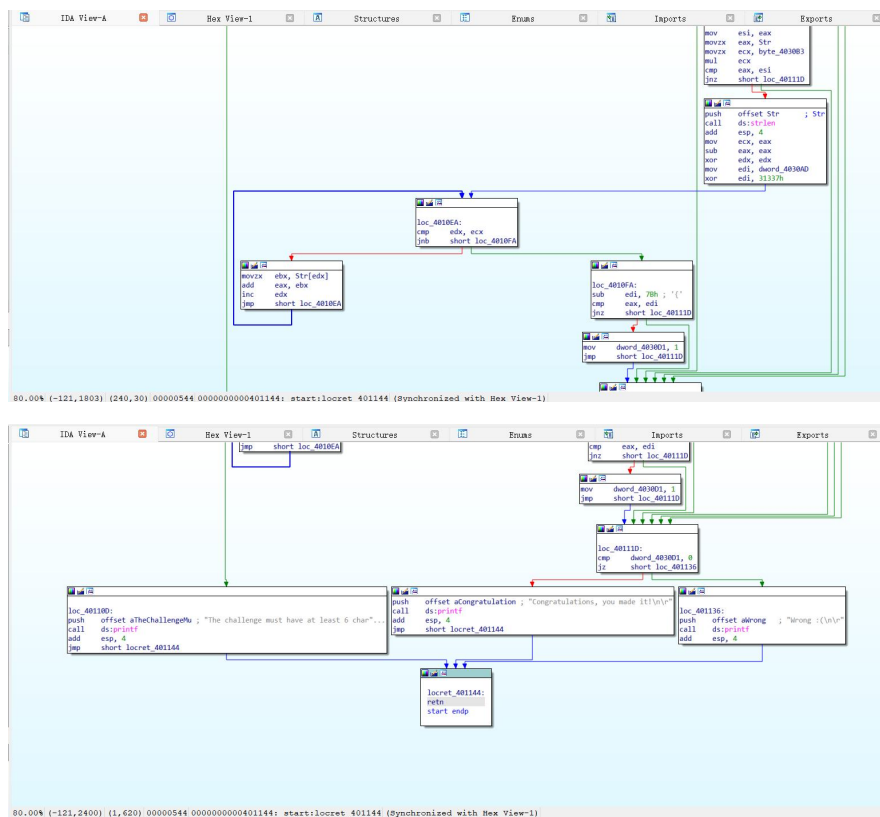 IDA View-A Hex View-1 Structures Enums Imports Exports
mov esi, eax
movzx eax, Str
movzx ecx, byte_4030B3
mul ecx
cmp eax, esi
jnz short loc_40111D
push offset Str ; Str
call ds:strlen
add esp, 4
mov ecx, eax
sub eax, eax
xor edx, edx
mov edi, dword_4030AD
xor edi, 31337h
loc_4010EA:
cmp edx, ecx
jnb short loc_4010FA
movzx ebx, Str[edx]
add eax, ebx
inc edx
jmp short loc_4010EA
loc_4010FA:
sub edi, 7Bh ; '{'
cmp eax, edi
jnz short loc_40111D
mov dword_4030D1, 1
jmp short loc_40111D
80.00% (-121,1803) (240,30) 00000544 0000000000401144: start:locret 401144 (Synchronized with Hex View-1)
IDA View-A Hex View-1 Structures Enums Imports Exports
jmp short loc_4010EA
cmp eax, edi
jnz short loc_40111D
mov dword_4030D1, 1
jmp short loc_40111D
loc_40111D:
cmp dword_4030D1, 0
jz short loc_401136
loc_40110D:
push offset aTheChallengeMu ; "The challenge must have at least 6 char"...
call ds:printf
add esp, 4
jmp short locret_401144
push offset aCongratulation ; "Congratulations, you made it!\n\r"
call ds:printf
add esp, 4
jmp short locret_401144
loc_401136:
push offset aWrong ; "Wrong :(\n\r"
call ds:printf
add esp, 4
locret_401144:
retn
start endp
80.00% (-121,2400) (1,620) 00000544 0000000000401144: start:locret 401144 (Synchronized with Hex View-1)